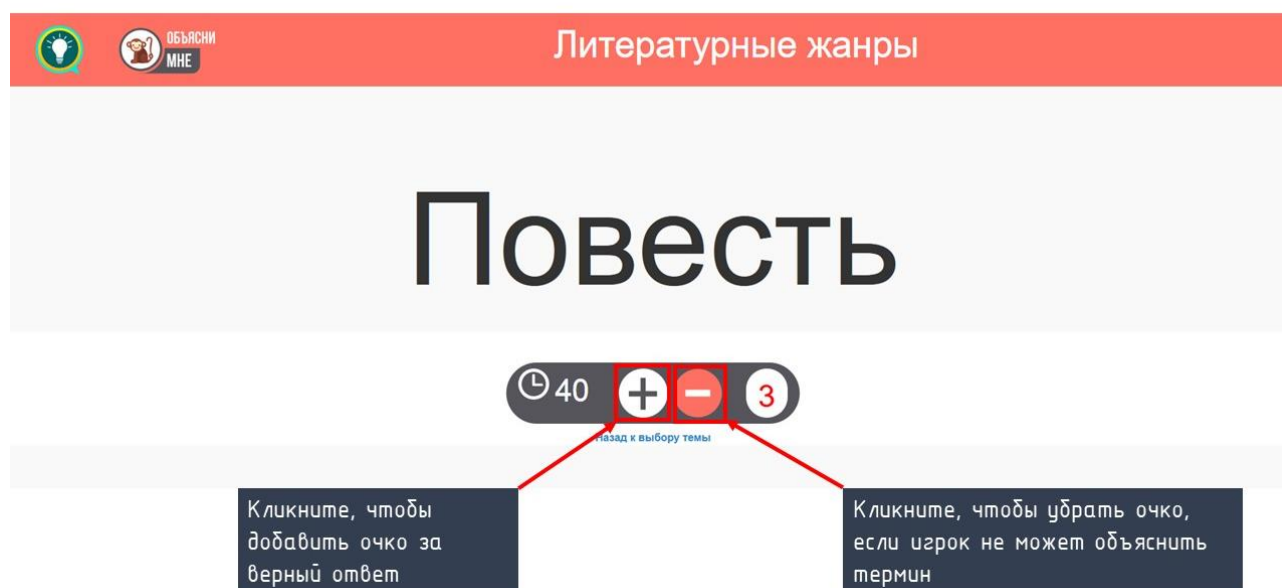 ОБЪЯСНИ
МНЕ
Литературные жанры
Повесть
40
3
Назад к выбору темы
Кликните, чтобы
добавить очко за
верный ответ
Кликните, чтобы убрать очко,
если игрок не может объяснить
термин